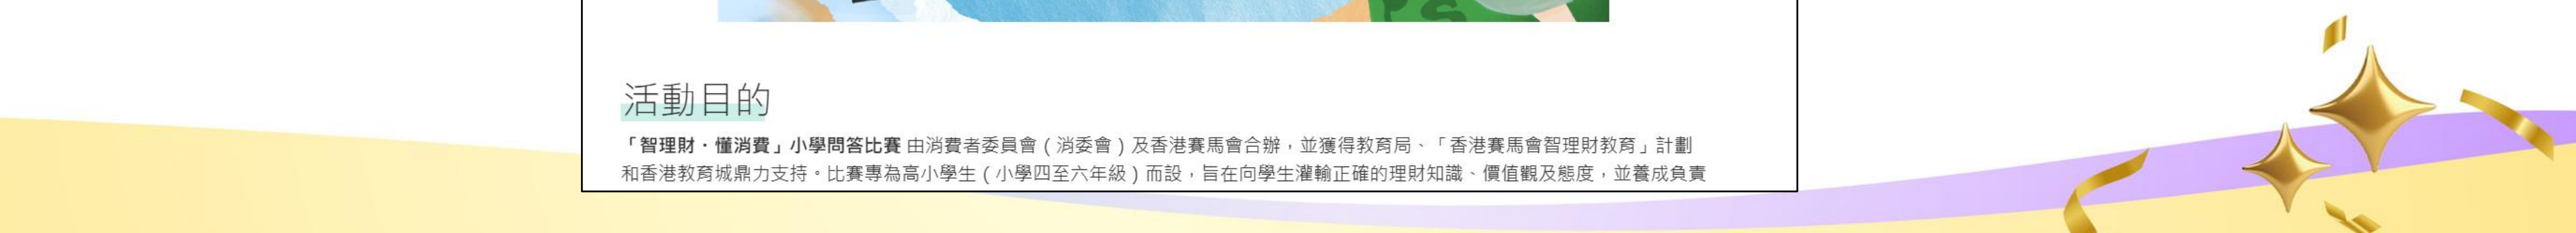 活動目的
「智理財・懂消費」小學問答比賽 由消費者委員會（消委會）及香港賽馬會合辦，並獲得教育局、「香港賽馬會智理財教育」計劃
和香港教育城鼎力支持。比賽專為高小學生（小學四至六年級）而設，旨在向學生灌輸正確的理財知識、價值觀及態度，並養成負責